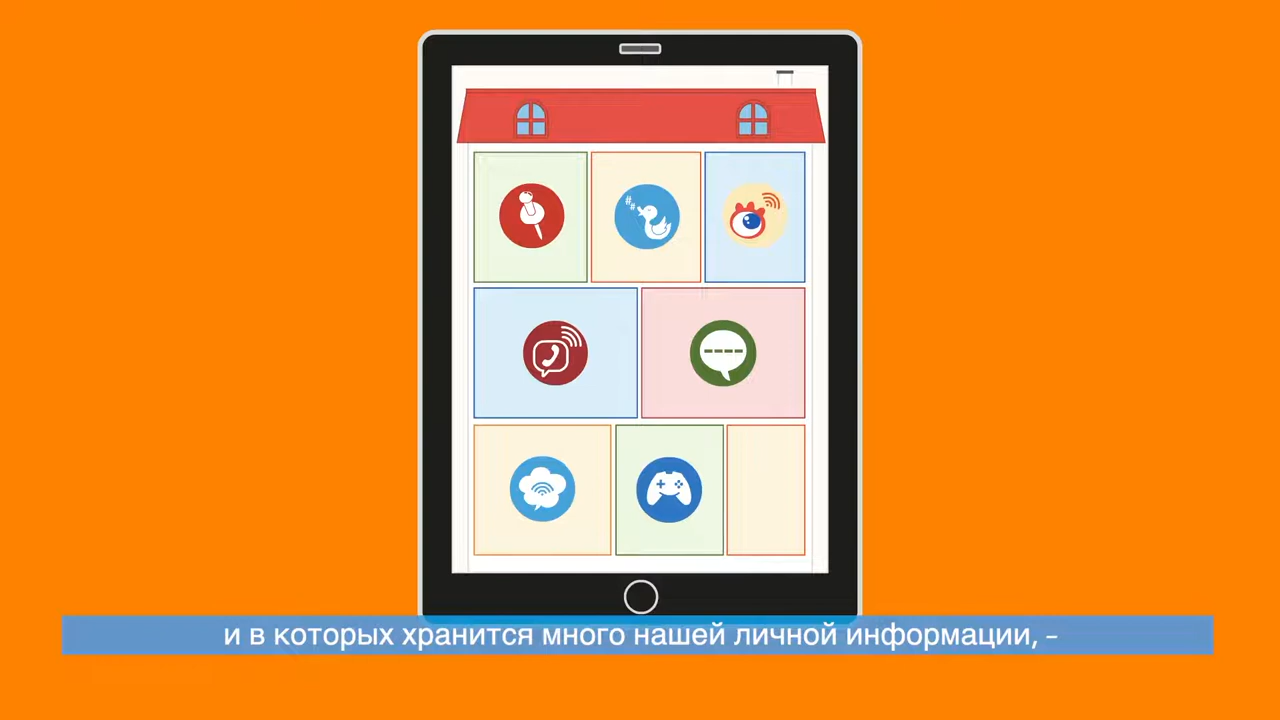 и в которых хранится много нашей личной информации, –